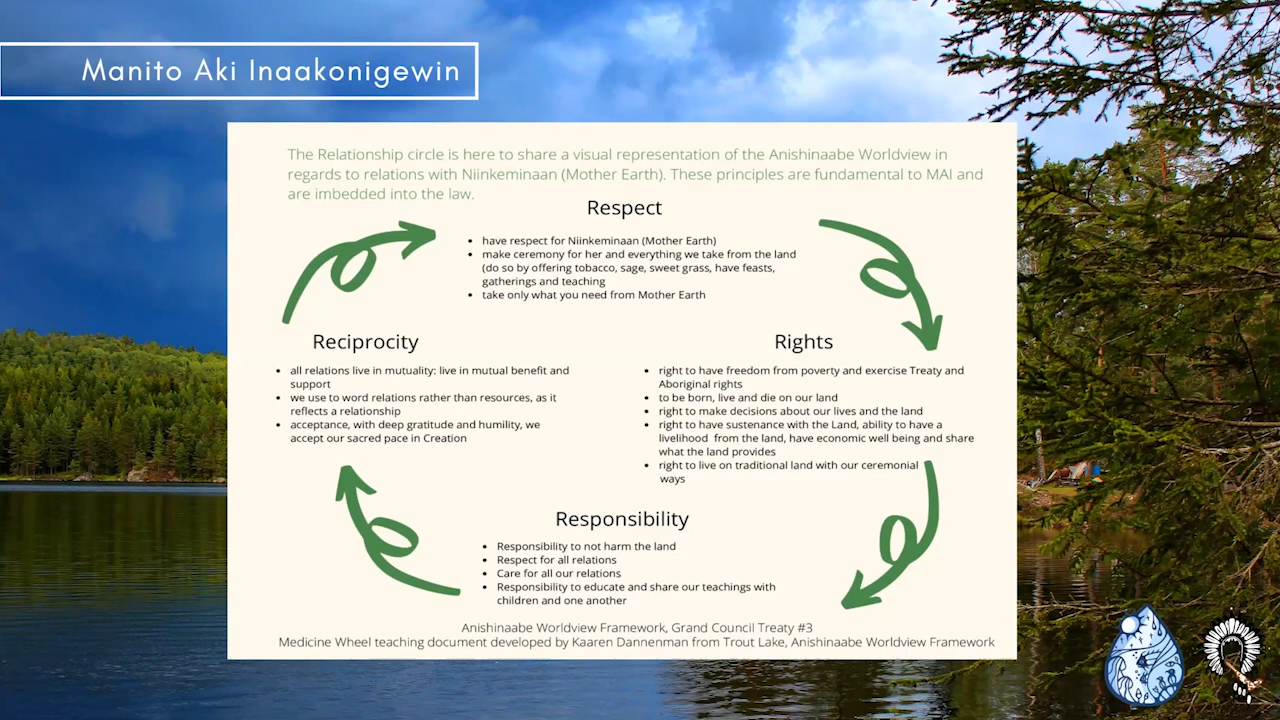 Manito Aki Inaakonigewin
The Relationship circle is here to share a visual representation of the Anishinaabe Worldview in
regards to relations with Niinkeminaan (Mother Earth). These principles are fundamental to MAI and
are imbedded into the law.
Respect
• have respect for Niinkeminaan (Mother Earth)
• make ceremony for her and everything we take from the land
(do so by offering tobacco, sage, sweet grass, have feasts,
gatherings and teaching
• take only what you need from Mother Earth
Rights
• right to have freedom from poverty and exercise Treaty and
Aboriginal rights
• to be born, live and die on our land
• right to make decisions about our lives and the land
• right to have sustenance with the Land, ability to have a
livelihood from the land, have economic well being and share
what the land provides
• right to live on traditional land with our ceremonial
ways
Responsibility
• Responsibility to not harm the land
• Respect for all relations
• Care for all our relations
• Responsibility to educate and share our teachings with
children and one another
Reciprocity
• all relations live in mutuality: live in mutual benefit and
support
• we use to word relations rather than resources, as it
reflects a relationship
• acceptance, with deep gratitude and humility, we
accept our sacred pace in Creation
Anishinaabe Worldview Framework, Grand Council Treaty #3
Medicine Wheel teaching document developed by Kaaren Dannenman from Trout Lake, Anishinaabe Worldview Framework